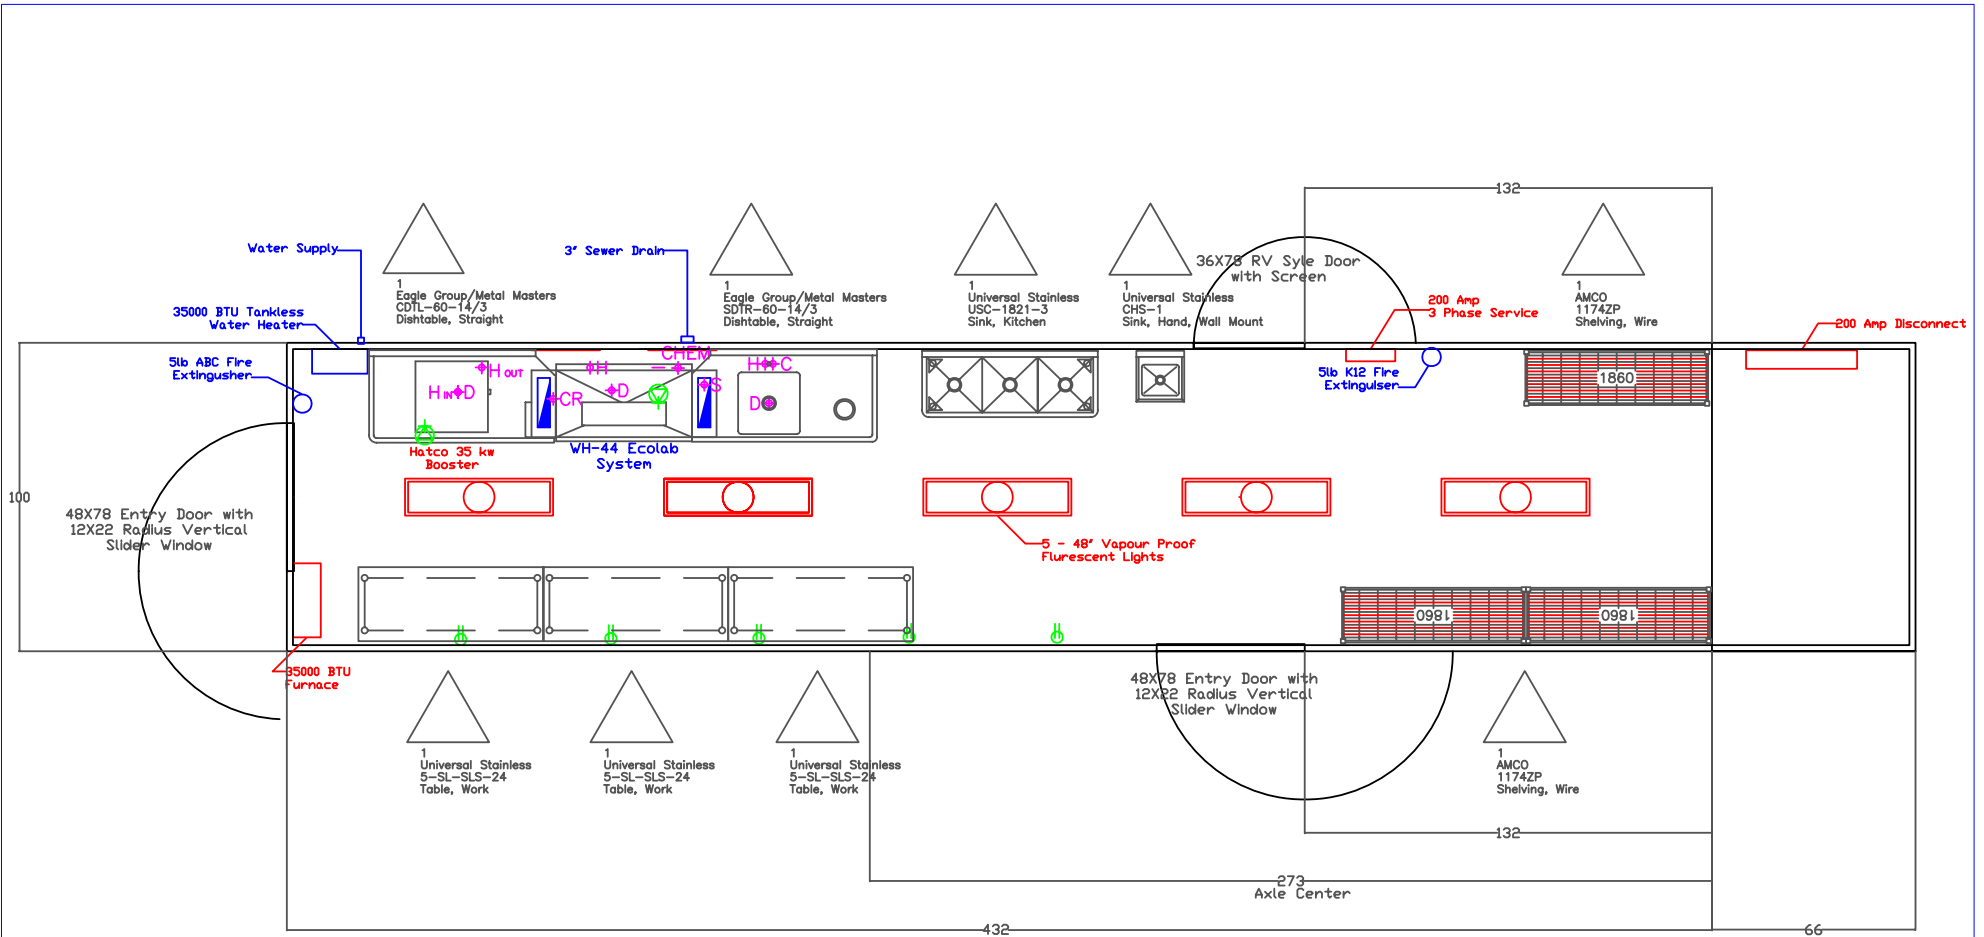 132
Water Supply
3" Sewer Drain
36X78 RV Syle Door
with Screen
1
Eagle Group/Metal Masters
CDTL-60-14/3
Dishtable, Straight
1
Eagle Group/Metal Masters
SDTR-60-14/3
Dishtable, Straight
1
Universal Stainless
USC-1821-3
Sink, Kitchen
1
Universal Stainless
CHS-1
Sink, Hand, Wall Mount
1
AMCO
1174ZP
Shelving, Wire
200 Amp
3 Phase Service
200 Amp Disconnect
35000 BTU Tankless
Water Heater
5lb ABC Fire
Extingusher
5lb K12 Fire
Extinguiser
H OUT
H IN D
CR
H
D
CHEM
S
H C
D
1860
Hatco 35 kw
Booster
WH-44 Ecolab
System
100
48X78 Entry Door with
12X22 Radius Vertical
Slider Window
5 - 48" Vapour Proof
Flurescent Lights
1860
1860
35000 BTU
Furnace
48X78 Entry Door with
12X22 Radius Vertical
Slider Window
1
Universal Stainless
5-SL-SLS-24
Table, Work
1
Universal Stainless
5-SL-SLS-24
Table, Work
1
Universal Stainless
5-SL-SLS-24
Table, Work
1
AMCO
1174ZP
Shelving, Wire
132
273
Axle Center
432
66